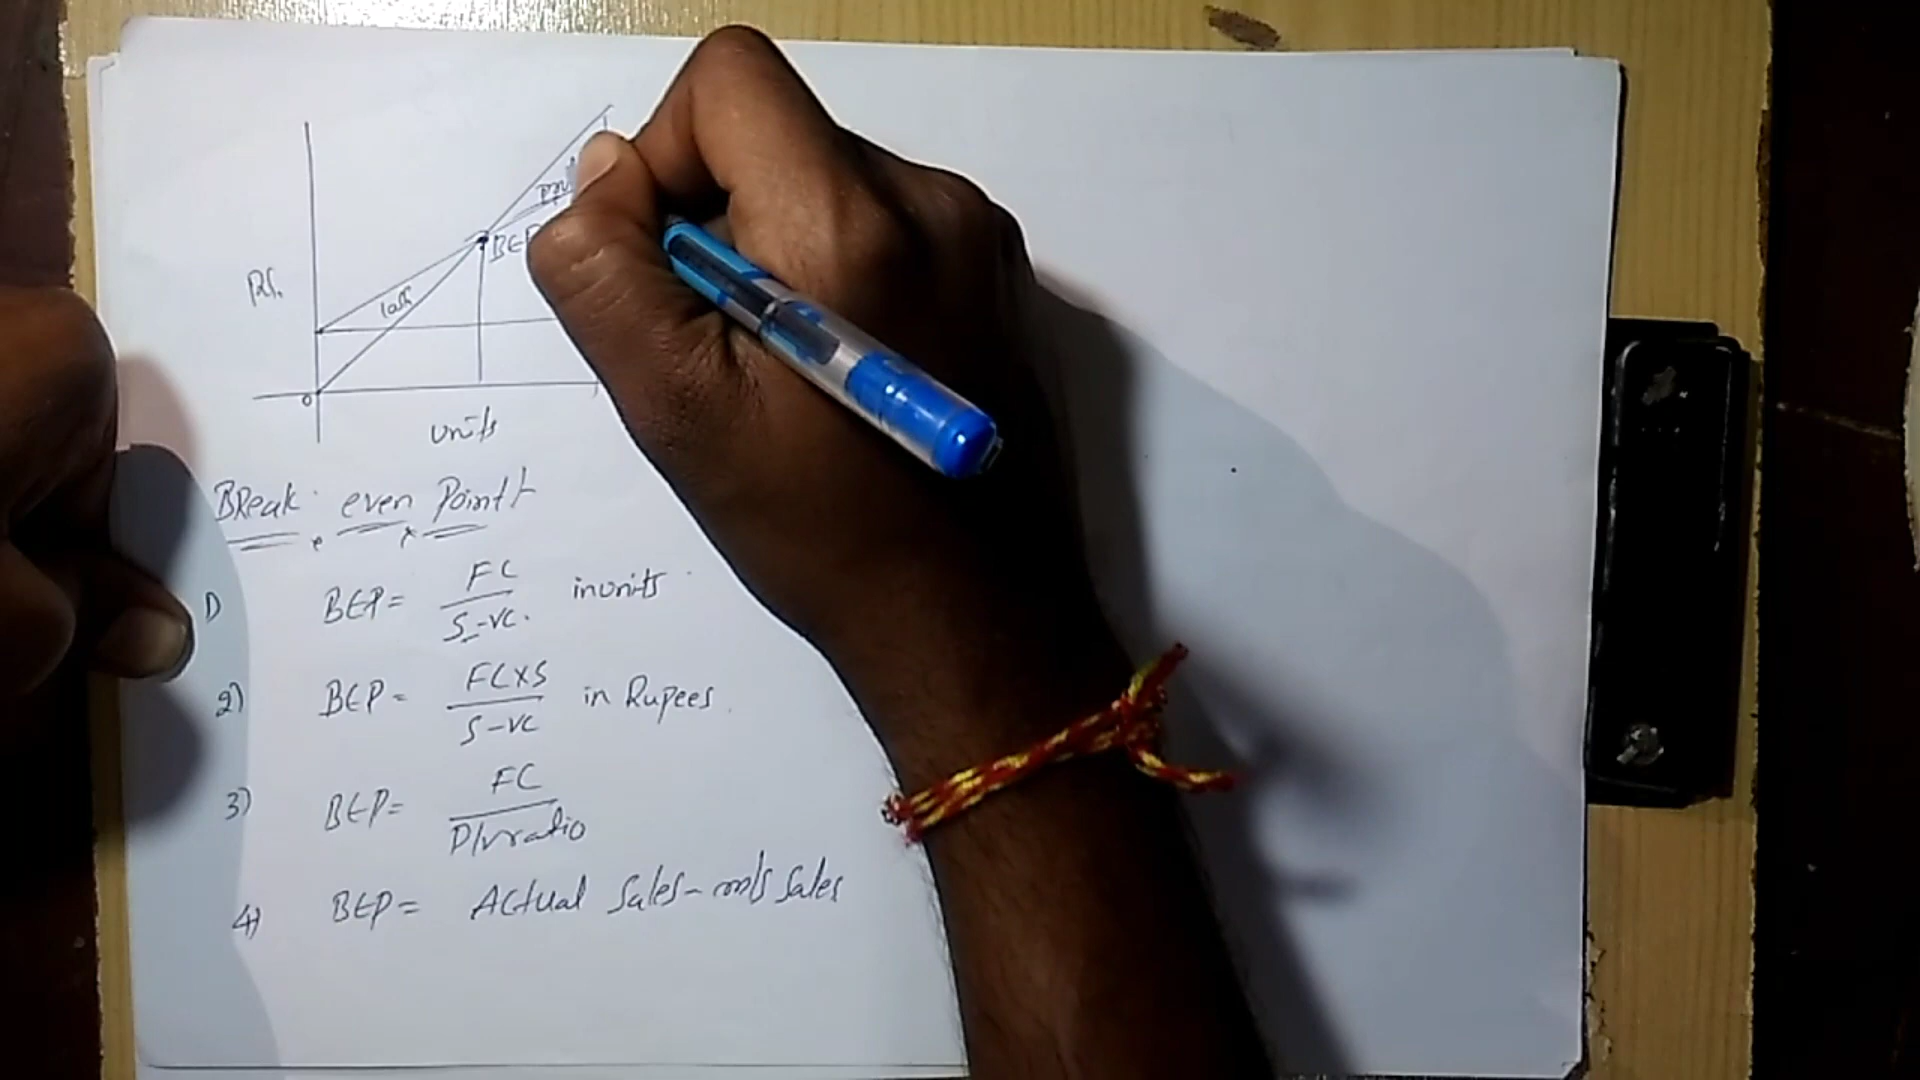 BEP
Rs.
loss
0
units
Break even Point
1) BEP = FC / S-VC. in units
2) BEP = FC×S / S-VC in Rupees
3) BEP = FC / P/V ratio
4) BEP = Actual Sales - m/s Sales